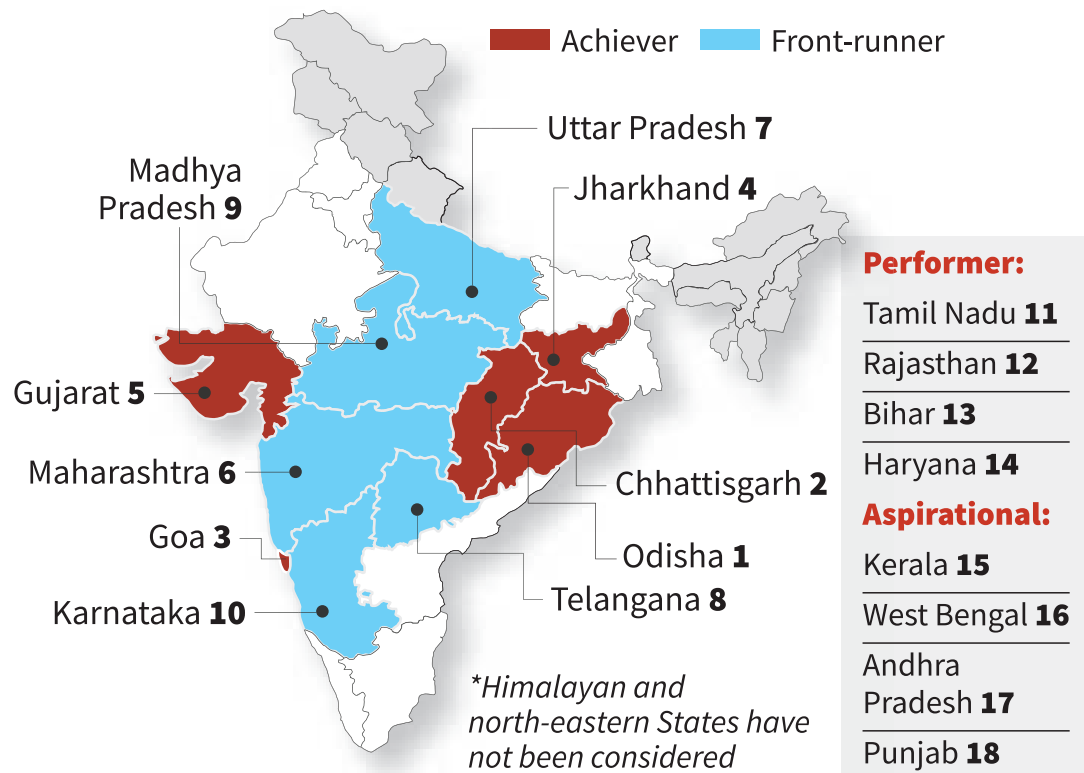 Achiever
Front-runner
Uttar Pradesh 7
Madhya
Pradesh 9
Jharkhand 4
Gujarat 5
Maharashtra 6
Chhattisgarh 2
Goa 3
Odisha 1
Telangana 8
Karnataka 10
*Himalayan and
north-eastern States have
not been considered
Performer:
Tamil Nadu 11
Rajasthan 12
Bihar 13
Haryana 14
Aspirational:
Kerala 15
West Bengal 16
Andhra
Pradesh 17
Punjab 18